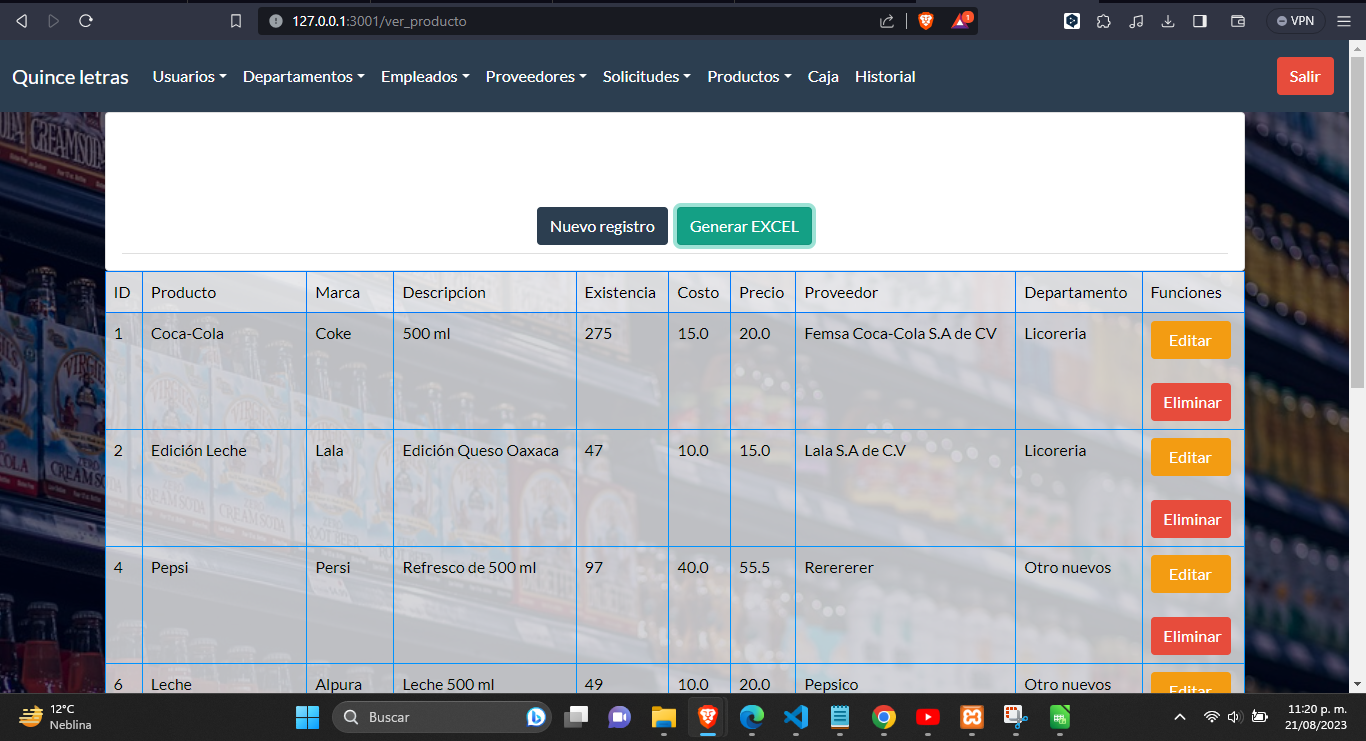 127.0.0.1:3001/ver_producto
1
VPN
Quince letras Usuarios Departamentos Empleados Proveedores Solicitudes Productos Caja Historial Salir
Nuevo registro Generar EXCEL
ID Producto Marca Descripcion Existencia Costo Precio Proveedor Departamento Funciones
1 Coca-Cola Coke 500 ml 275 15.0 20.0 Femsa Coca-Cola S.A de CV Licoreria Editar
Eliminar
2 Edición Leche Lala Edición Queso Oaxaca 47 10.0 15.0 Lala S.A de C.V Licoreria Editar
Eliminar
4 Pepsi Persi Refresco de 500 ml 97 40.0 55.5 Rerererer Otro nuevos Editar
Eliminar
6 Leche Alpura Leche 500 ml 49 10.0 20.0 Pepsico Otro nuevos Editar
CREAMSODA
VIRGIL'S
CREAM SODA
12°C
Neblina
Buscar
11:20 p. m.
21/08/2023